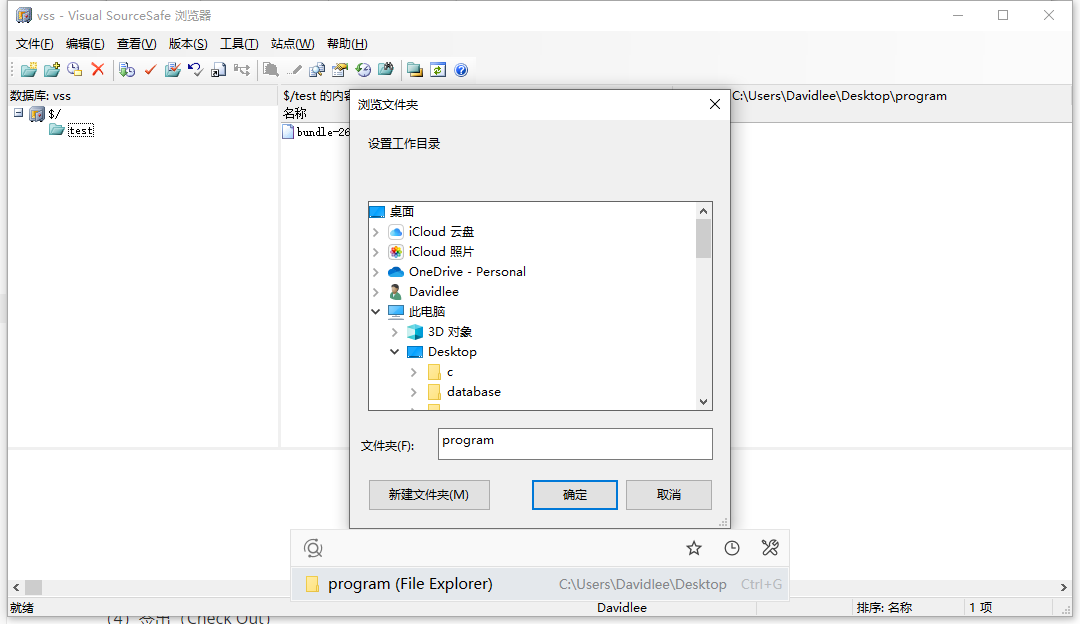 vss - Visual SourceSafe 浏览器
文件(F) 编辑(E) 查看(V) 版本(S) 工具(T) 站点(W) 帮助(H)
数据库: vss
$/test 的内容
C:\Users\Davidlee\Desktop\program
名称
$/
test
bundle-26
浏览文件夹
设置工作目录
桌面
iCloud 云盘
iCloud 照片
OneDrive - Personal
Davidlee
此电脑
3D 对象
Desktop
c
database
文件夹(F):
program
新建文件夹(M)
确定
取消
program (File Explorer)
C:\Users\Davidlee\Desktop
Ctrl+G
就绪
Davidlee
排序: 名称
1 项
(4) 签出 (Check Out)